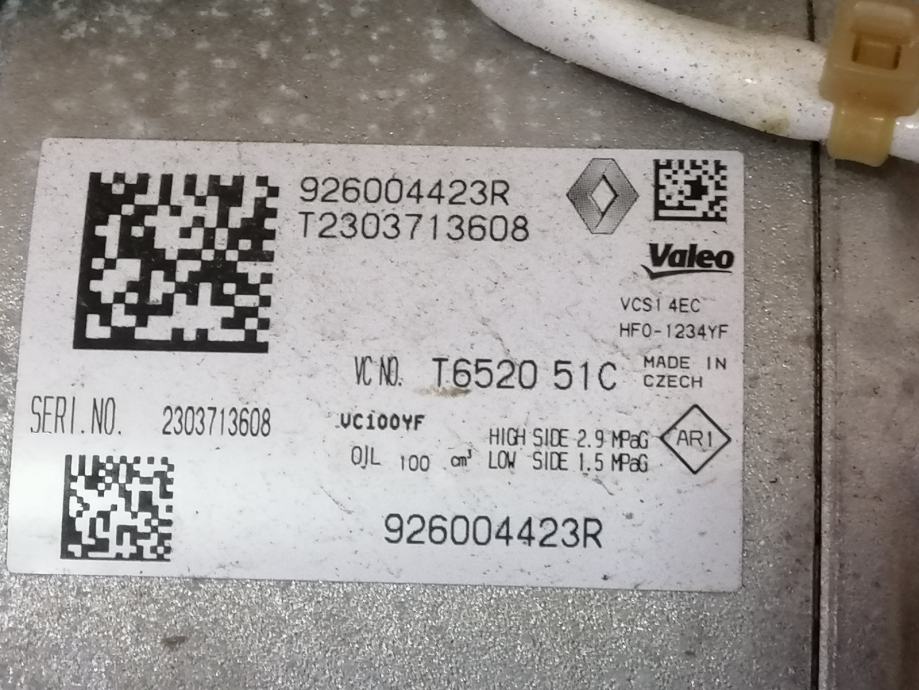 926004423R
T2303713608
Valeo
VCS14EC
HFO-1234YF
VC NO. T6520 51C
MADE IN
CZECH
SERI.NO. 2303713608
VC100YF
OIL 100 cm³
HIGH SIDE 2.9 MPaG
LOW SIDE 1.5 MPaG
AR1
926004423R